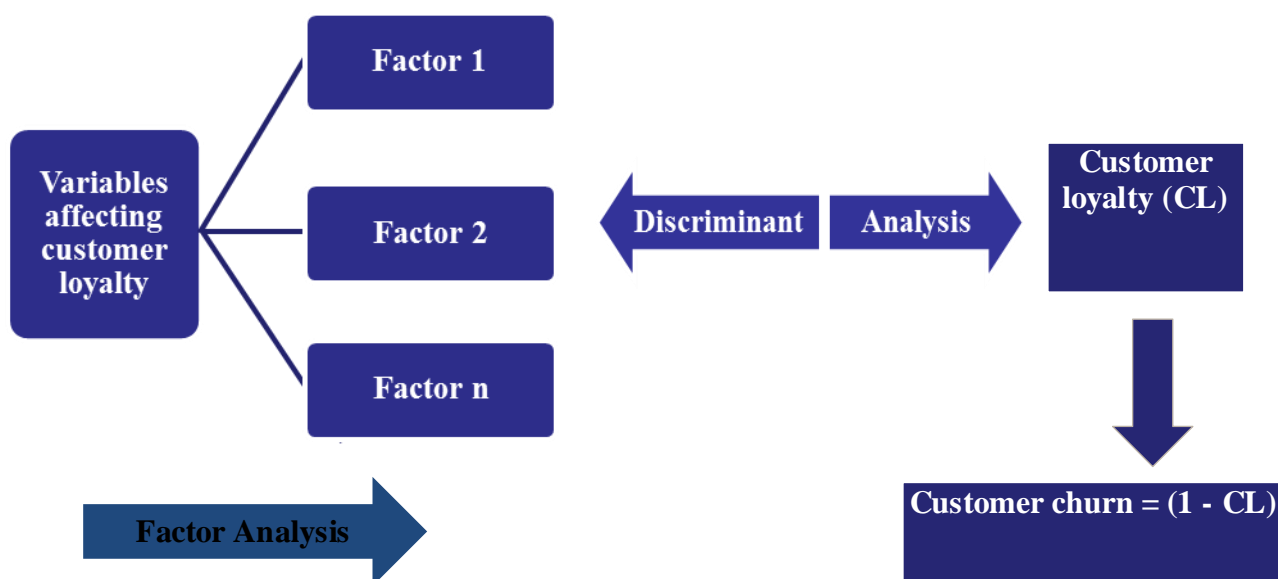 Factor 1
Variables
affecting
customer
loyalty
Factor 2
Factor n
Discriminant
Analysis
Customer
loyalty (CL)
Customer churn = (1 - CL)
Factor Analysis